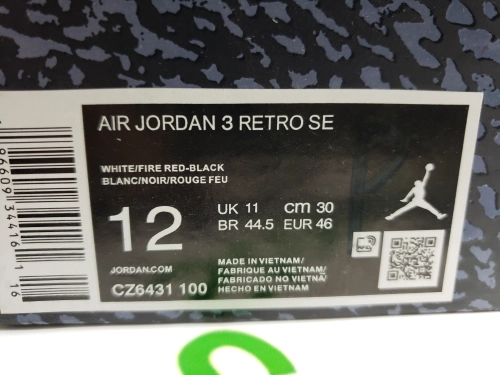 AIR JORDAN 3 RETRO SE
WHITE/FIRE RED-BLACK
BLANC/NOIR/ROUGE FEU
12
UK 11 cm 30
BR 44.5 EUR 46
JORDAN.COM
CZ6431 100
MADE IN VIETNAM/
FABRIQUE AU VIETNAM/
FABRICADO NO VIETNÃ/
HECHO EN VIETNAM